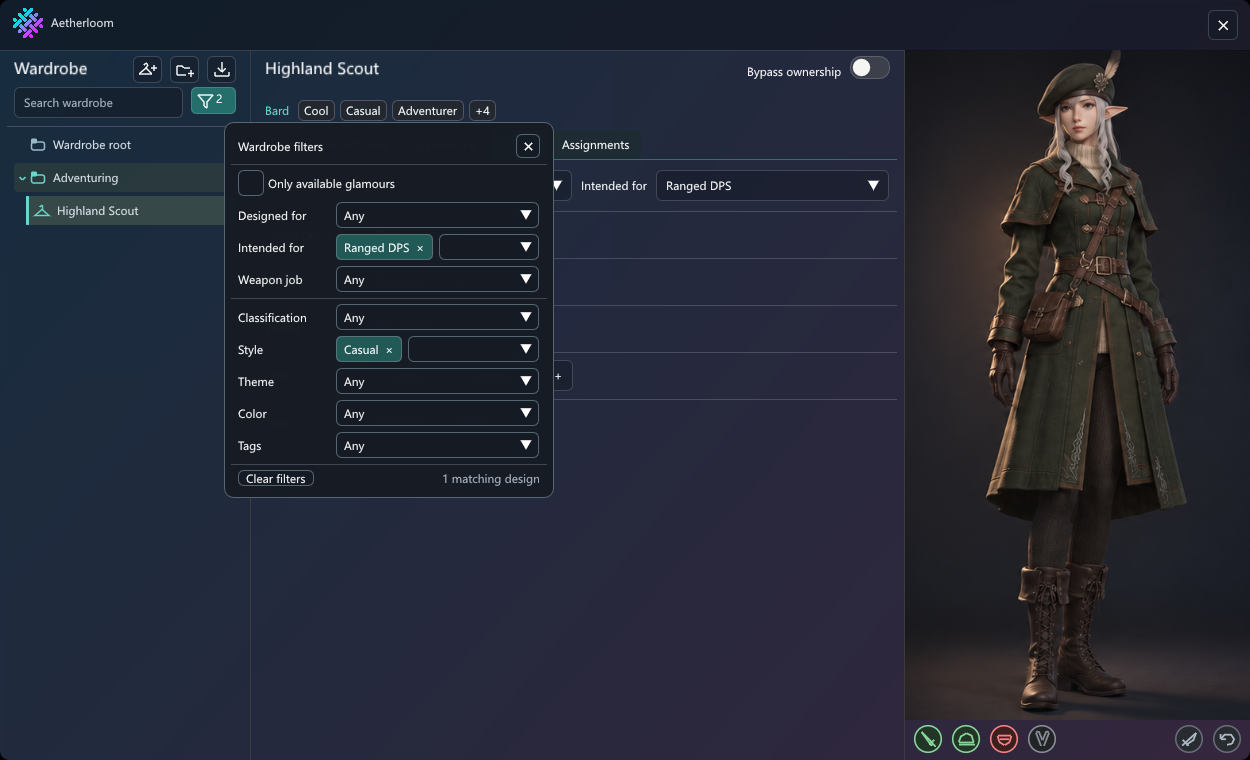 Aetherloom
Wardrobe
Highland Scout
Bypass ownership
Search wardrobe
2
Bard Cool Casual Adventurer +4
Wardrobe root
Adventuring
Highland Scout
Wardrobe filters
Assignments
Only available glamours
Intended for Ranged DPS
Designed for Any
Intended for Ranged DPS ×
Weapon job Any
Classification Any
Style Casual ×
+
Theme Any
Color Any
Tags Any
Clear filters 1 matching design